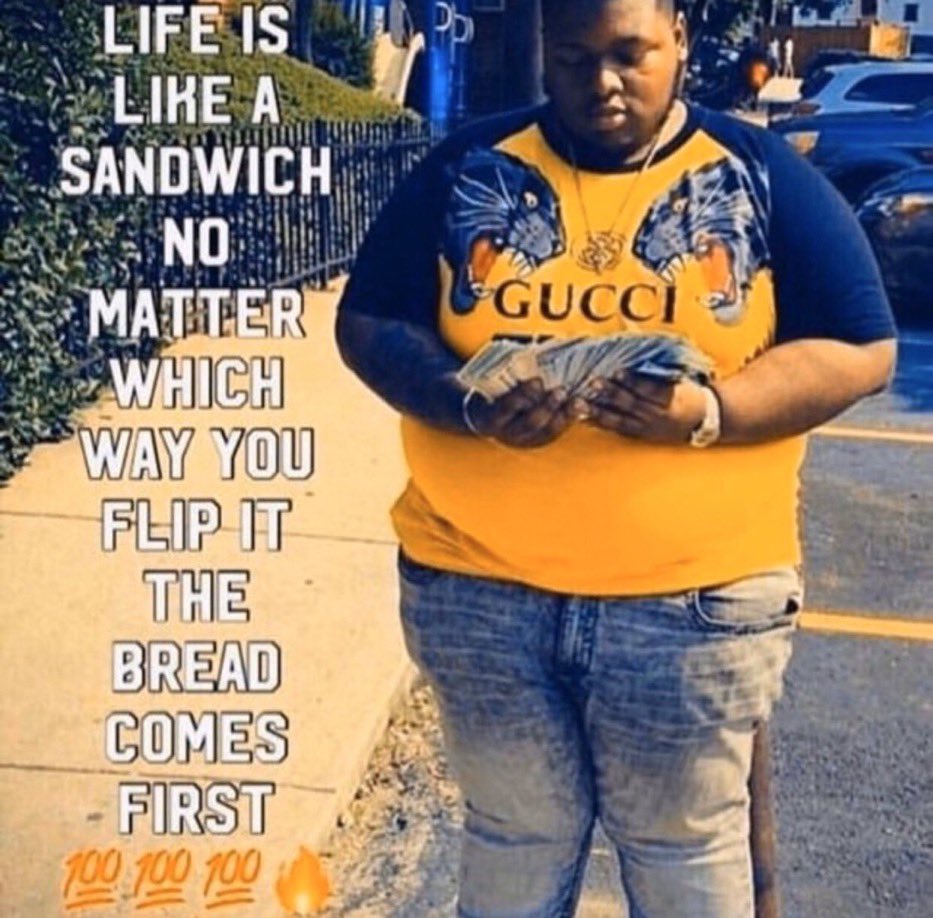 LIFE IS
LIKE A
SANDWICH
NO
MATTER
WHICH
WAY YOU
FLIP IT
THE
BREAD
COMES
FIRST
💯 💯 💯 🔥
GUCCI